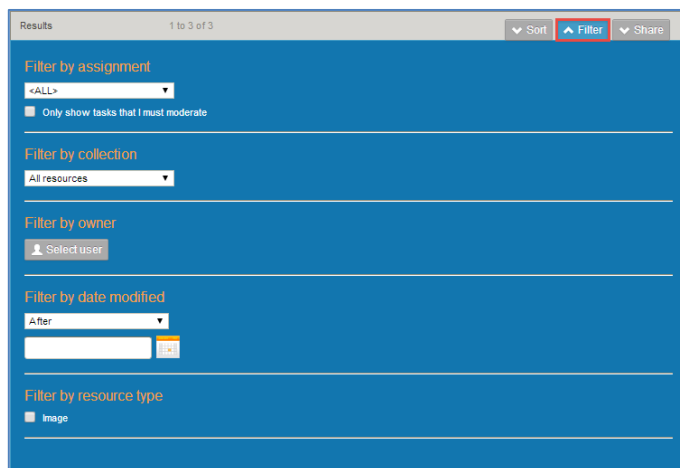 Results 1 to 3 of 3 Sort Filter Share
Filter by assignment
<ALL>
Only show tasks that I must moderate
Filter by collection
All resources
Filter by owner
Select user
Filter by date modified
After
Filter by resource type
Image